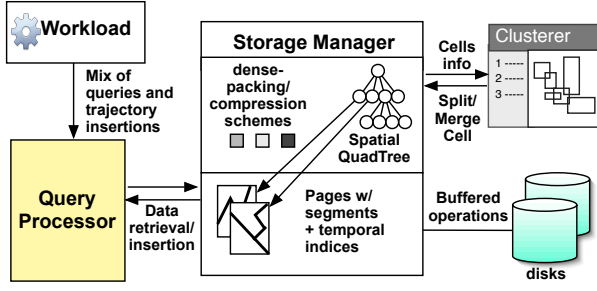 Workload
Mix of
queries and
trajectory
insertions
Query
Processor
Data
retrieval/
insertion
Storage Manager
dense-
packing/
compression
schemes
Spatial
QuadTree
Pages w/
segments
+ temporal
indices
Cells
info
Split/
Merge
Cell
Clusterer
1 -----
2 -----
3 -----
Buffered
operations
disks